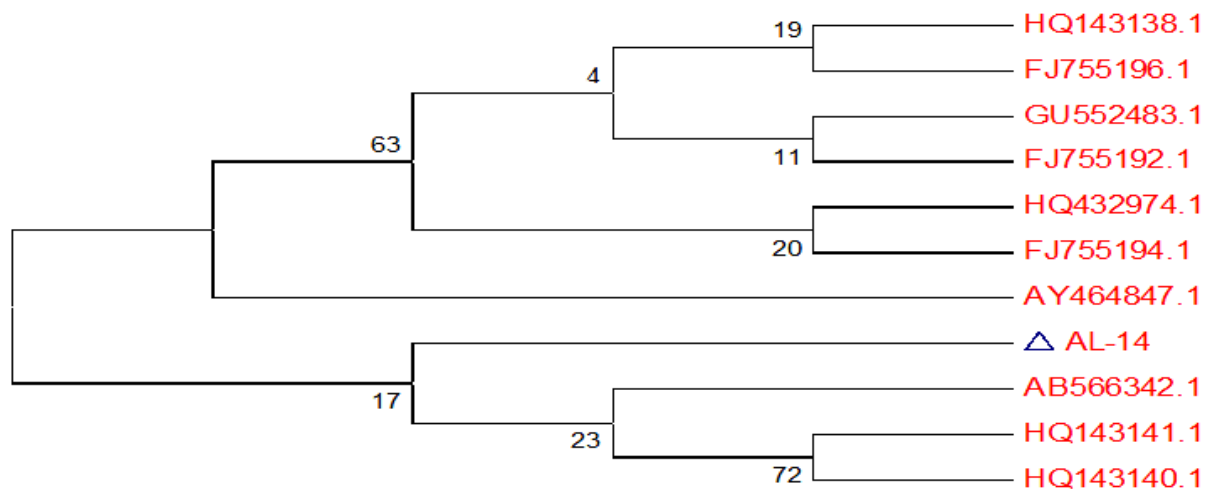 19
HQ143138.1
4
FJ755196.1
GU552483.1
63
11
FJ755192.1
HQ432974.1
20
FJ755194.1
AY464847.1
AL-14
17
AB566342.1
23
HQ143141.1
72
HQ143140.1